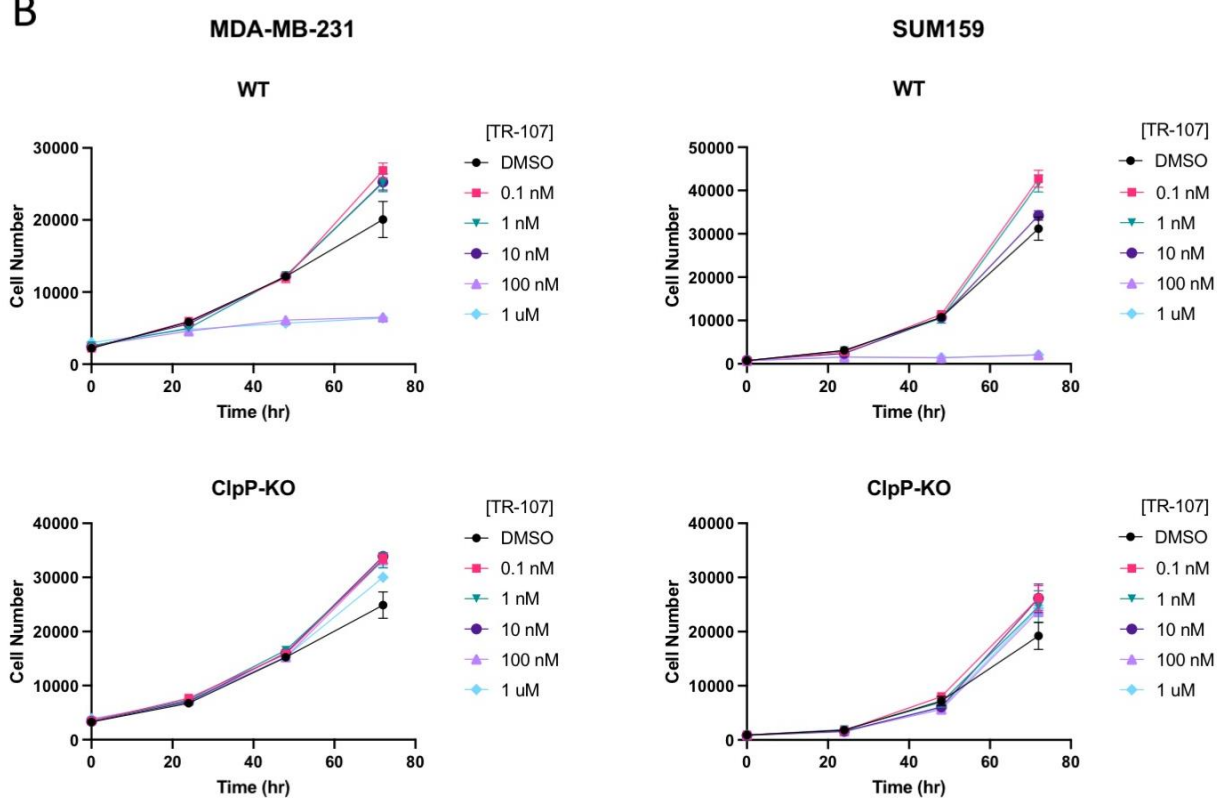 B
MDA-MB-231
WT
Cell Number
30000
20000
10000
0
0 20 40 60 80
Time (hr)
[TR-107]
DMSO
0.1 nM
1 nM
10 nM
100 nM
1 uM
SUM159
WT
Cell Number
50000
40000
30000
20000
10000
0
0 20 40 60 80
Time (hr)
[TR-107]
DMSO
0.1 nM
1 nM
10 nM
100 nM
1 uM
ClpP-KO
Cell Number
40000
30000
20000
10000
0
0 20 40 60 80
Time (hr)
[TR-107]
DMSO
0.1 nM
1 nM
10 nM
100 nM
1 uM
ClpP-KO
Cell Number
40000
30000
20000
10000
0
0 20 40 60 80
Time (hr)
[TR-107]
DMSO
0.1 nM
1 nM
10 nM
100 nM
1 uM